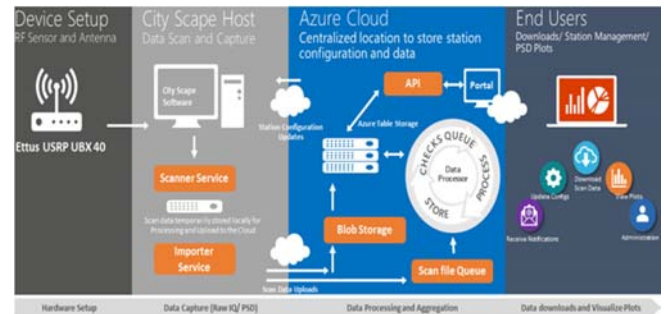 Device Setup
RF Sensor and Antenna
Ettus USRP UBX 40
City Scape Host
Data Scan and Capture
City Scape
Software
Scanner Service
Scan data temporarily stored locally for
Processing and Upload to the Cloud
Importer
Service
Station Configuration
Updates
Scan Data Uploads
Azure Cloud
Centralized location to store station
configuration and data
API
Portal
Azure Table Storage
CHECKS QUEUE
PROCESS
STORE
Data
Processor
Blob Storage
Scan file Queue
End Users
Downloads/ Station Management/
PSD Plots
Update Configs
Download
Scan Data
View Plots
Receive Notifications
Administration
Hardware Setup
Data Capture (Raw IQ/ PSD)
Data Processing and Aggregation
Data downloads and Visualize Plots